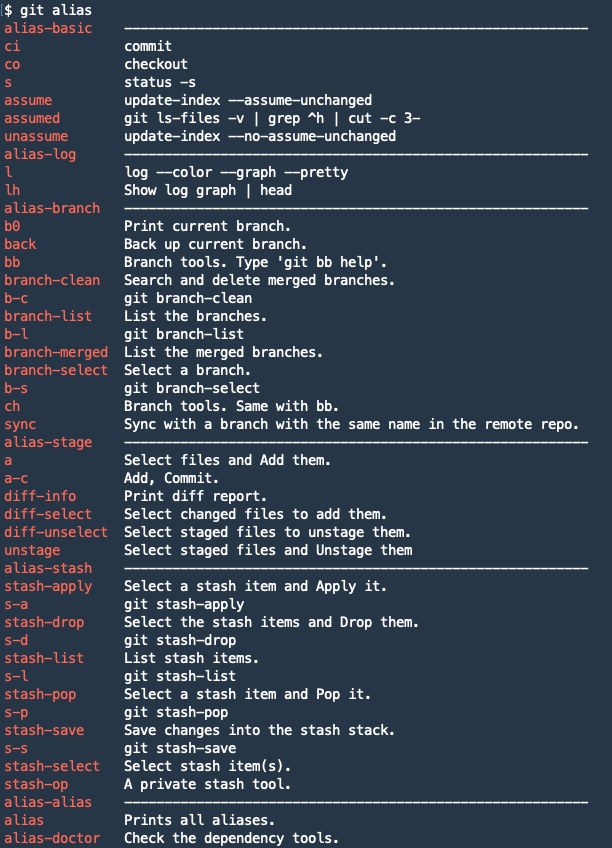 $ git alias
alias-basic ----------------------------------------------------------
ci commit
co checkout
s status -s
assume update-index --assume-unchanged
assumed git ls-files -v | grep ^h | cut -c 3-
unassume update-index --no-assume-unchanged
alias-log ----------------------------------------------------------
l log --color --graph --pretty
lh Show log graph | head
alias-branch ----------------------------------------------------------
b0 Print current branch.
back Back up current branch.
bb Branch tools. Type 'git bb help'.
branch-clean Search and delete merged branches.
b-c git branch-clean
branch-list List the branches.
b-l git branch-list
branch-merged List the merged branches.
branch-select Select a branch.
b-s git branch-select
ch Branch tools. Same with bb.
sync Sync with a branch with the same name in the remote repo.
alias-stage ----------------------------------------------------------
a Select files and Add them.
a-c Add, Commit.
diff-info Print diff report.
diff-select Select changed files to add them.
diff-unselect Select staged files to unstage them.
unstage Select staged files and Unstage them
alias-stash ----------------------------------------------------------
stash-apply Select a stash item and Apply it.
s-a git stash-apply
stash-drop Select the stash items and Drop them.
s-d git stash-drop
stash-list List stash items.
s-l git stash-list
stash-pop Select a stash item and Pop it.
s-p git stash-pop
stash-save Save changes into the stash stack.
s-s git stash-save
stash-select Select stash item(s).
stash-op A private stash tool.
alias-alias ----------------------------------------------------------
alias Prints all aliases.
alias-doctor Check the dependency tools.